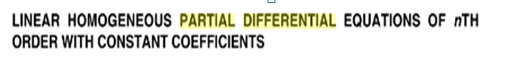 LINEAR HOMOGENEOUS PARTIAL DIFFERENTIAL EQUATIONS OF nTH
ORDER WITH CONSTANT COEFFICIENTS